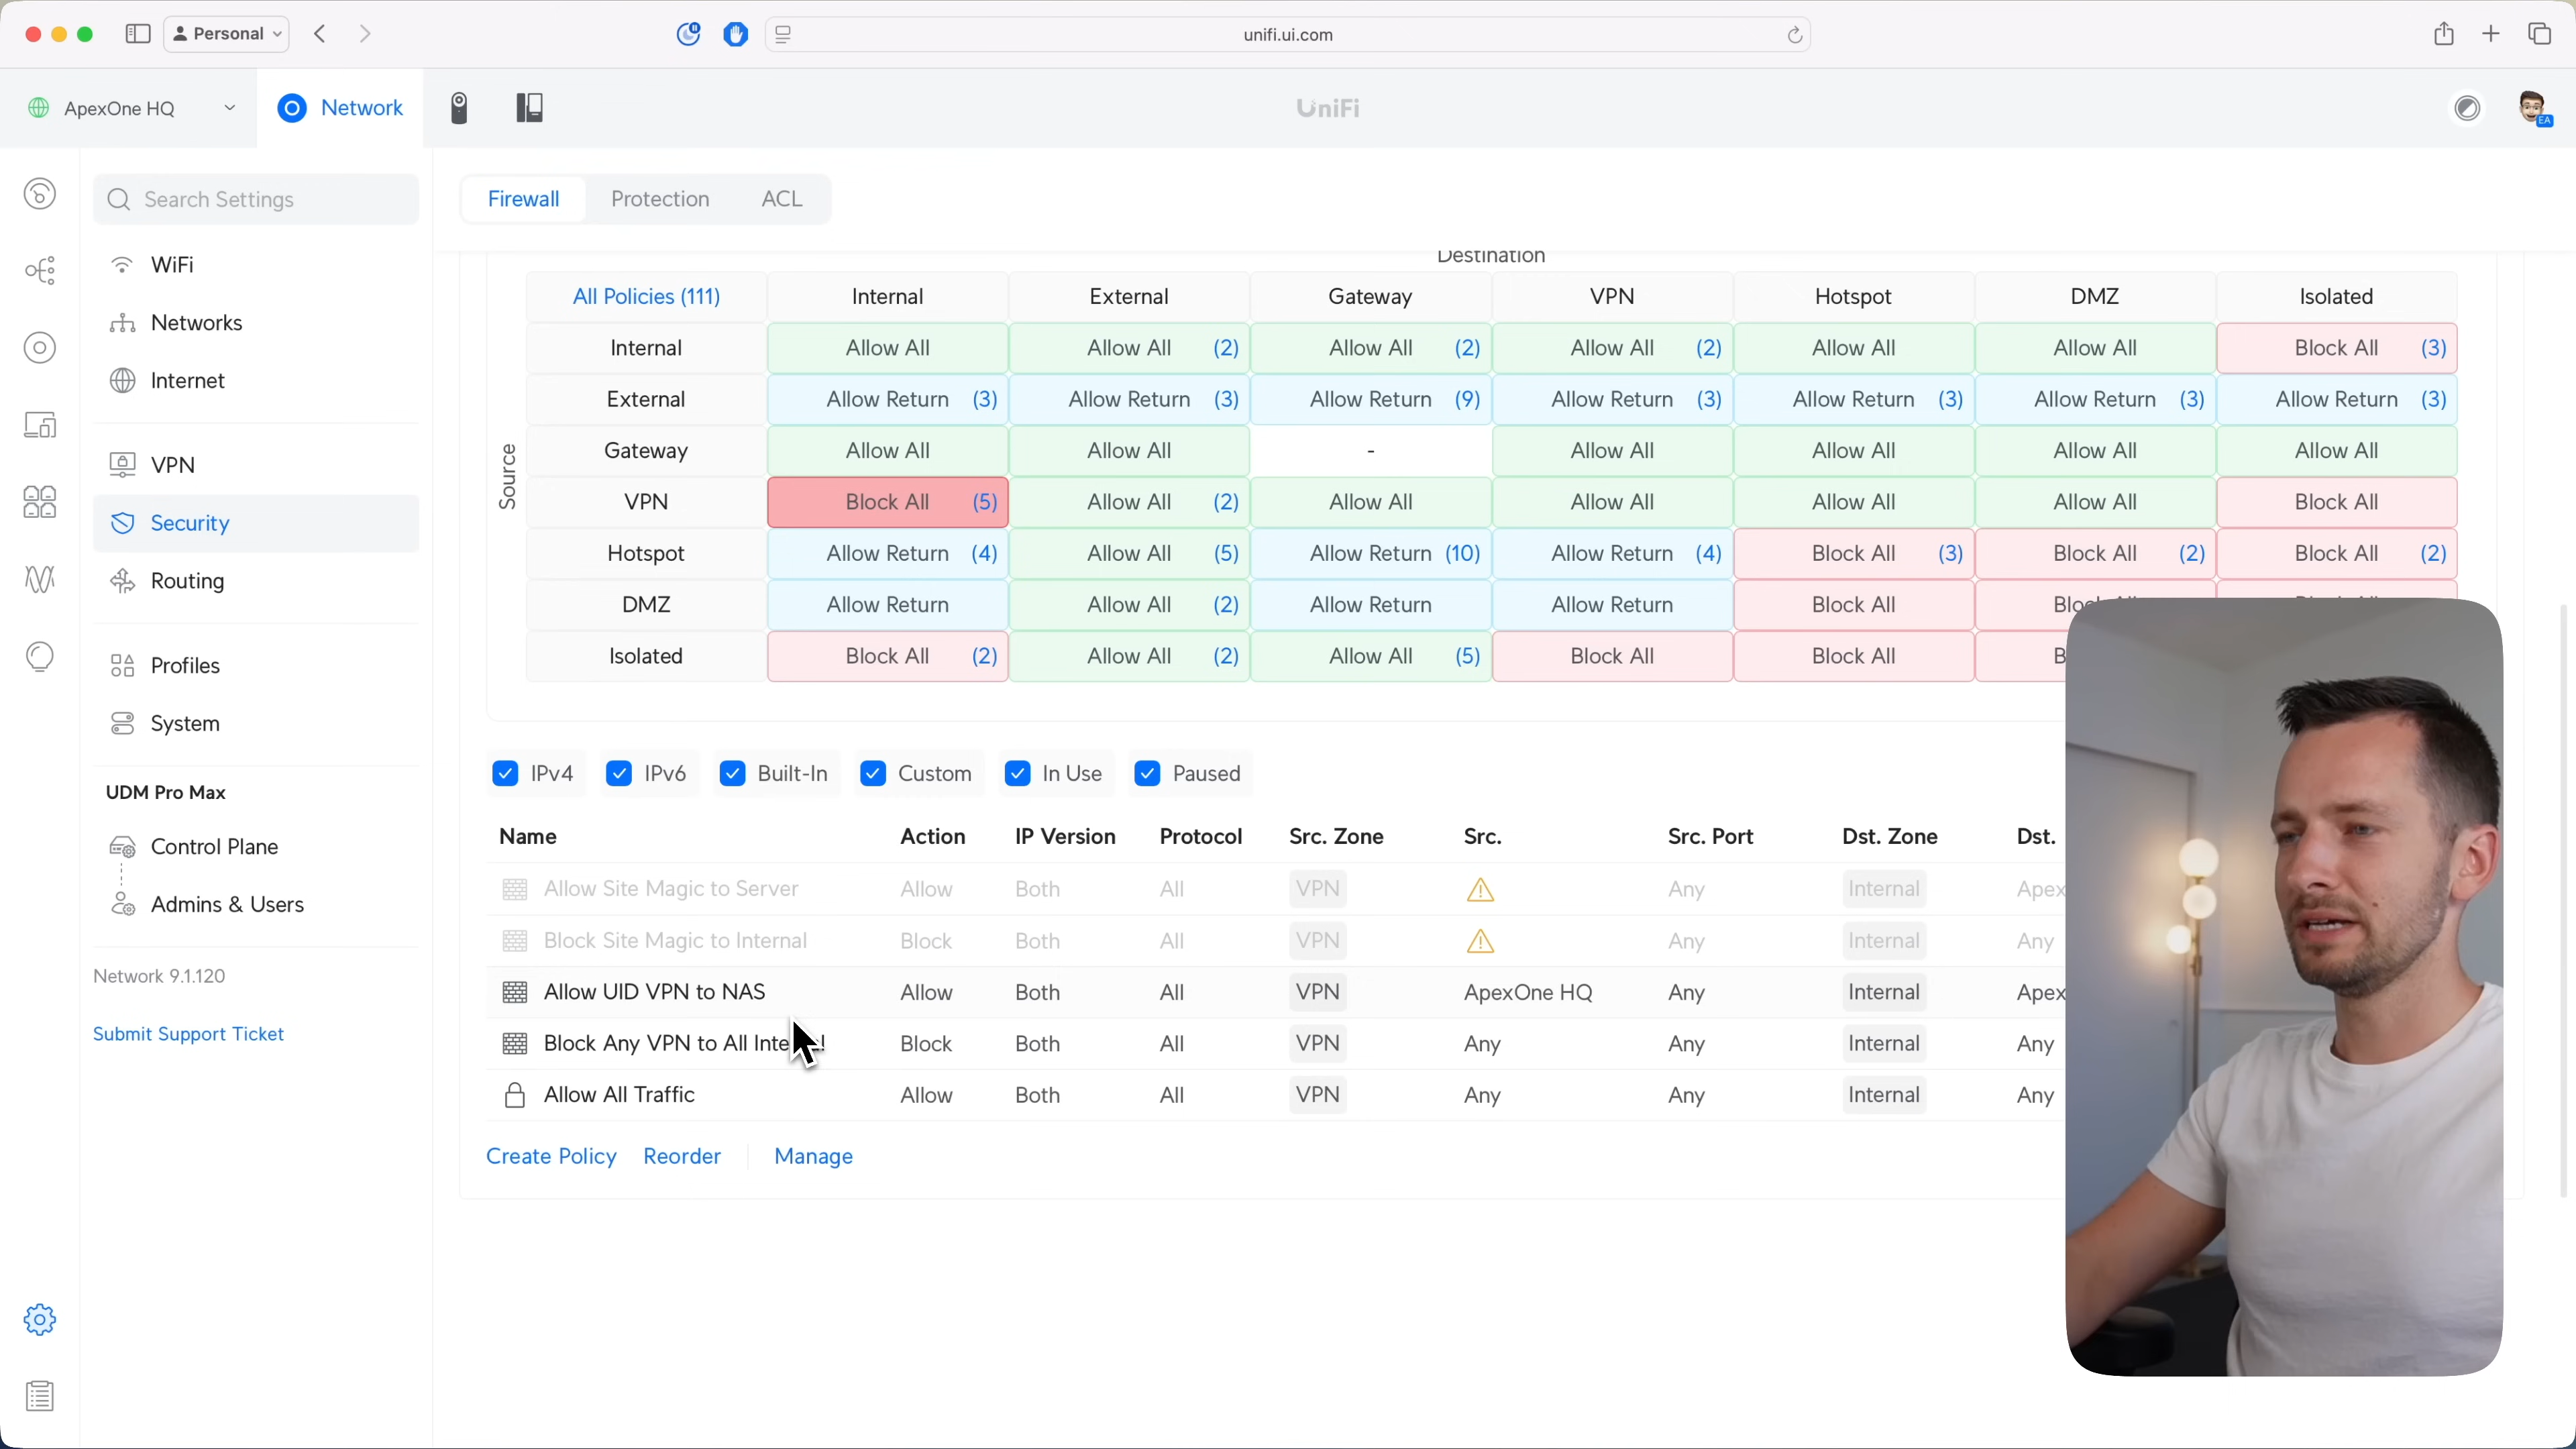 Personal
unifi.ui.com
ApexOne HQ
Network
UniFi
EA
Search Settings
WiFi
Networks
Internet
VPN
Security
Routing
Profiles
System
UDM Pro Max
Control Plane
Admins & Users
Network 9.1.120
Submit Support Ticket
Firewall Protection ACL
Destination
Source
All Policies (111) Internal External Gateway VPN Hotspot DMZ Isolated
Internal Allow All Allow All (2) Allow All (2) Allow All (2) Allow All Allow All Block All (3)
External Allow Return (3) Allow Return (3) Allow Return (9) Allow Return (3) Allow Return (3) Allow Return (3) Allow Return (3)
Gateway Allow All Allow All - Allow All Allow All Allow All Allow All
VPN Block All (5) Allow All (2) Allow All Allow All Allow All Allow All Block All
Hotspot Allow Return (4) Allow All (5) Allow Return (10) Allow Return (4) Block All (3) Block All (2) Block All (2)
DMZ Allow Return Allow All (2) Allow Return Allow Return Block All
Isolated Block All (2) Allow All (2) Allow All (5) Block All Block All B
IPv4 IPv6 Built-In Custom In Use Paused
Name Action IP Version Protocol Src. Zone Src. Src. Port Dst. Zone Dst.
Allow Site Magic to Server Allow Both All VPN Any Internal Apex
Block Site Magic to Internal Block Both All VPN Any Internal Any
Allow UID VPN to NAS Allow Both All VPN ApexOne HQ Any Internal Apex
Block Any VPN to All Block Both All VPN Any Any Internal Any
Allow All Traffic Allow Both All VPN Any Any Internal Any
Create Policy Reorder Manage